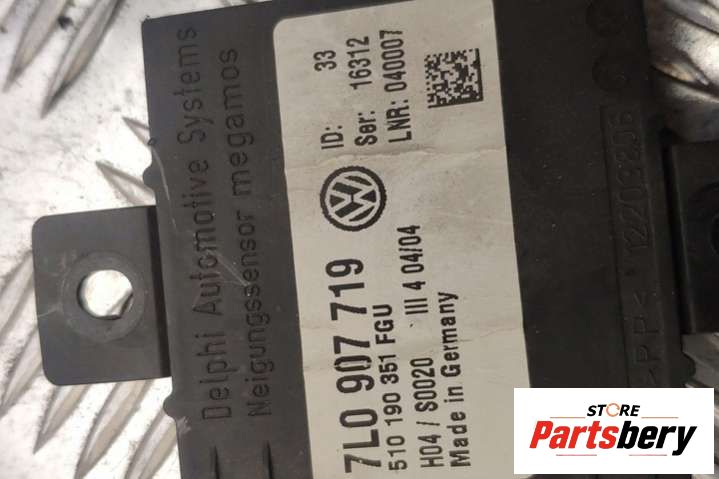 Delphi Automotive Systems
Neigungssensor megamos
ID: 33
Ser: 16312
LNR: 040007
7L0 907 719
510 190 351 FGU
H04 / S0020 III 4 04/04
Made in Germany
>PP<
STORE
Partsbery